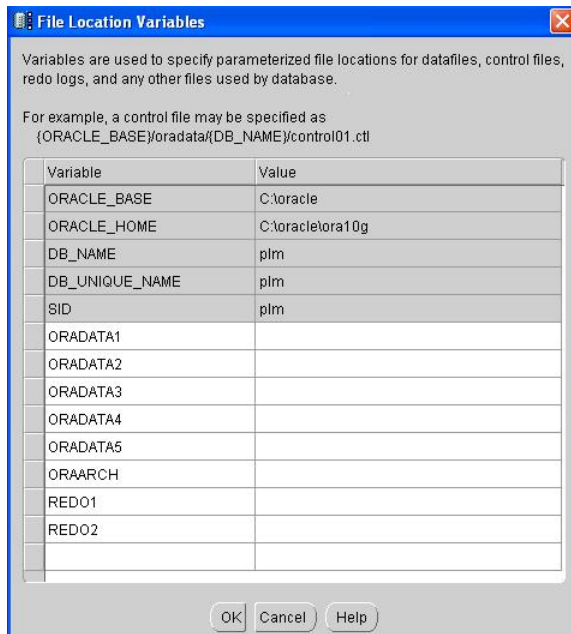 File Location Variables
Variables are used to specify parameterized file locations for datafiles, control files,
redo logs, and any other files used by database.
For example, a control file may be specified as
{ORACLE_BASE}/oradata/{DB_NAME}/control01.ctl
Variable Value
ORACLE_BASE C:\oracle
ORACLE_HOME C:\oracle\ora10g
DB_NAME plm
DB_UNIQUE_NAME plm
SID plm
ORADATA1
ORADATA2
ORADATA3
ORADATA4
ORADATA5
ORAARCH
REDO1
REDO2
OK Cancel Help